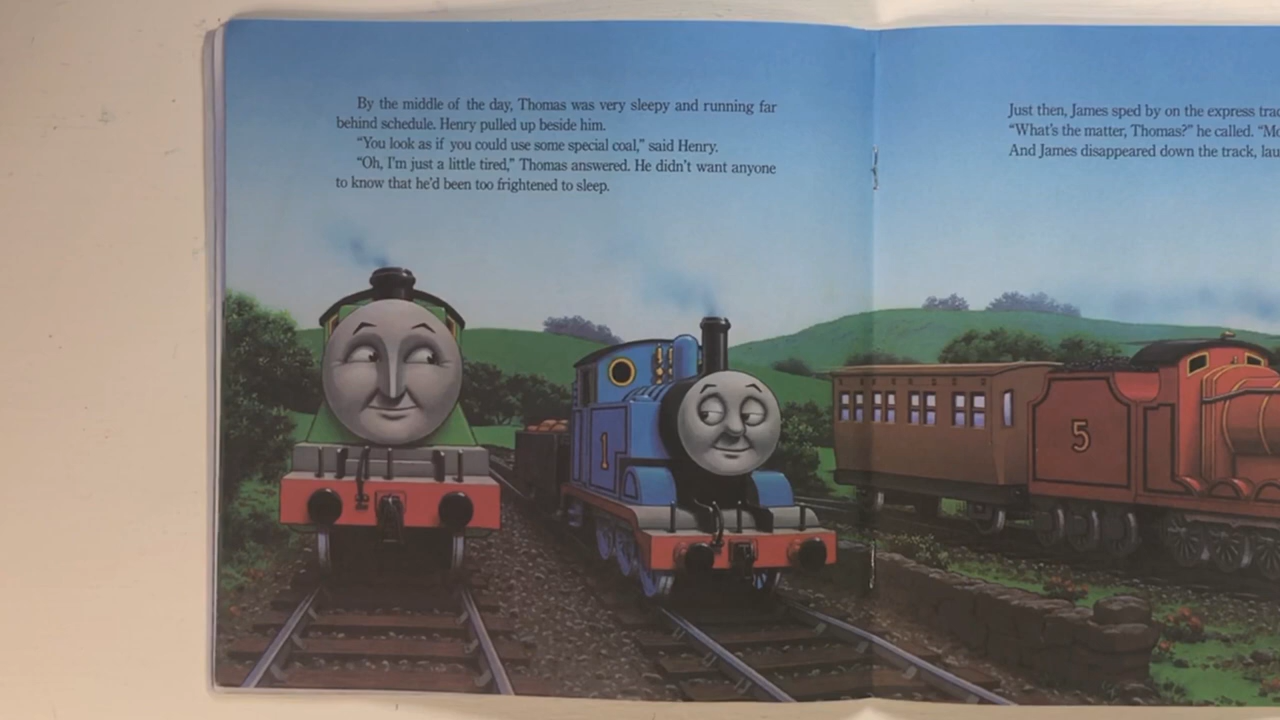 By the middle of the day, Thomas was very sleepy and running far
behind schedule. Henry pulled up beside him.
“You look as if you could use some special coal,” said Henry.
“Oh, I'm just a little tired,” Thomas answered. He didn't want anyone
to know that he'd been too frightened to sleep.
Just then, James sped by on the express
“What's the matter, Thomas?” he called.
And James disappeared down the track,
1
5